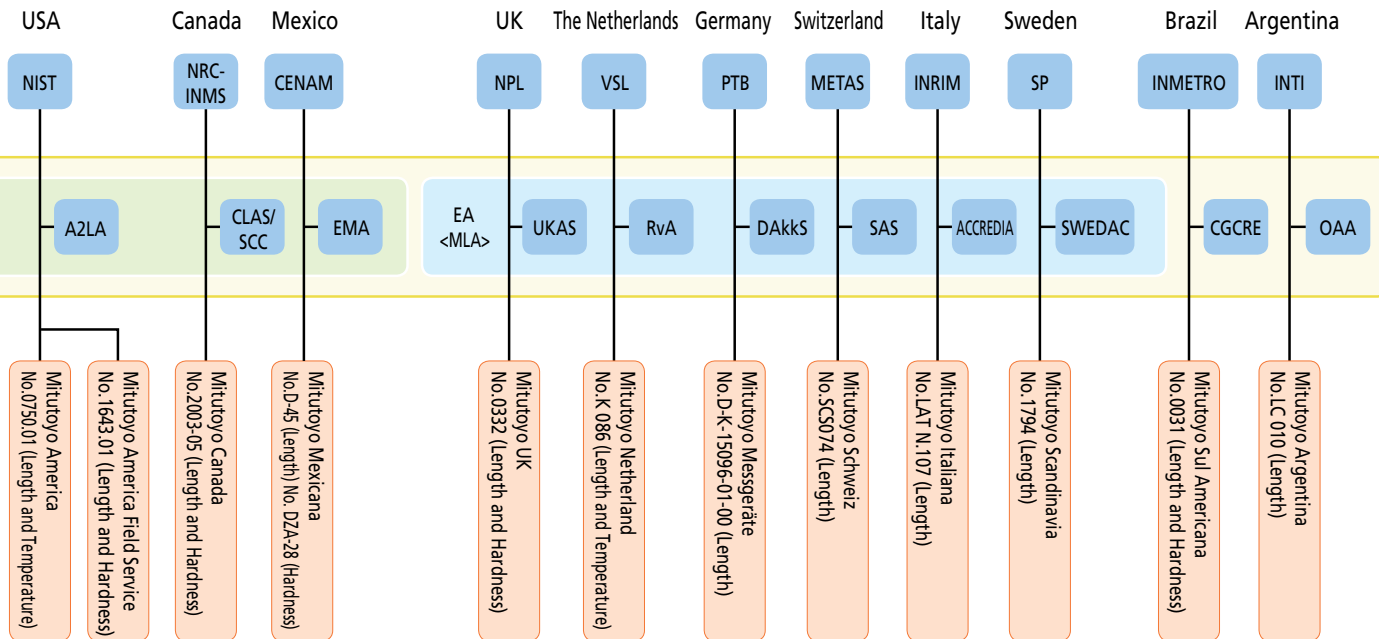 USA
Canada
Mexico
UK
The Netherlands
Germany
Switzerland
Italy
Sweden
Brazil
Argentina
NIST
NRC-
INMS
CENAM
NPL
VSL
PTB
METAS
INRIM
SP
INMETRO
INTI
A2LA
CLAS/
SCC
EMA
EA
<MLA>
UKAS
RvA
DAkkS
SAS
ACCREDIA
SWEDAC
CGCRE
OAA
Mitutoyo America
No.0750.01 (Length and Temperature)
Mitutoyo America Field Service
No.1643.01 (Length and Hardness)
Mitutoyo Canada
No.2003-05 (Length and Hardness)
Mitutoyo Mexicana
No.D-45 (Length) No. DZA-28 (Hardness)
Mitutoyo UK
No.0332 (Length and Hardness)
Mitutoyo Netherland
No.K 086 (Length and Temperature)
Mitutoyo Messgeräte
No.D-K-15096-01-00 (Length)
Mitutoyo Schweiz
No.SCS074 (Length)
Mitutoyo Italiana
No.LAT N.107 (Length)
Mitutoyo Scandinavia
No.1794 (Length)
Mitutoyo Sul Americana
No.0031 (Length and Hardness)
Mitutoyo Argentina
No.LC 010 (Length)